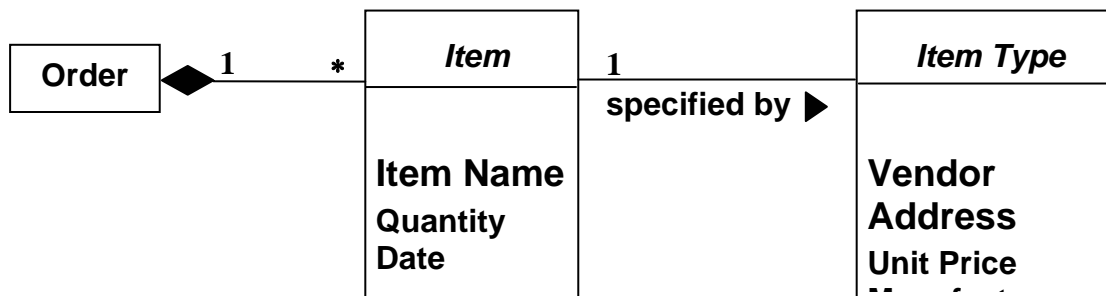 Order
1
*
Item
1
specified by
Item Type
Item Name
Quantity
Date
Vendor
Address
Unit Price